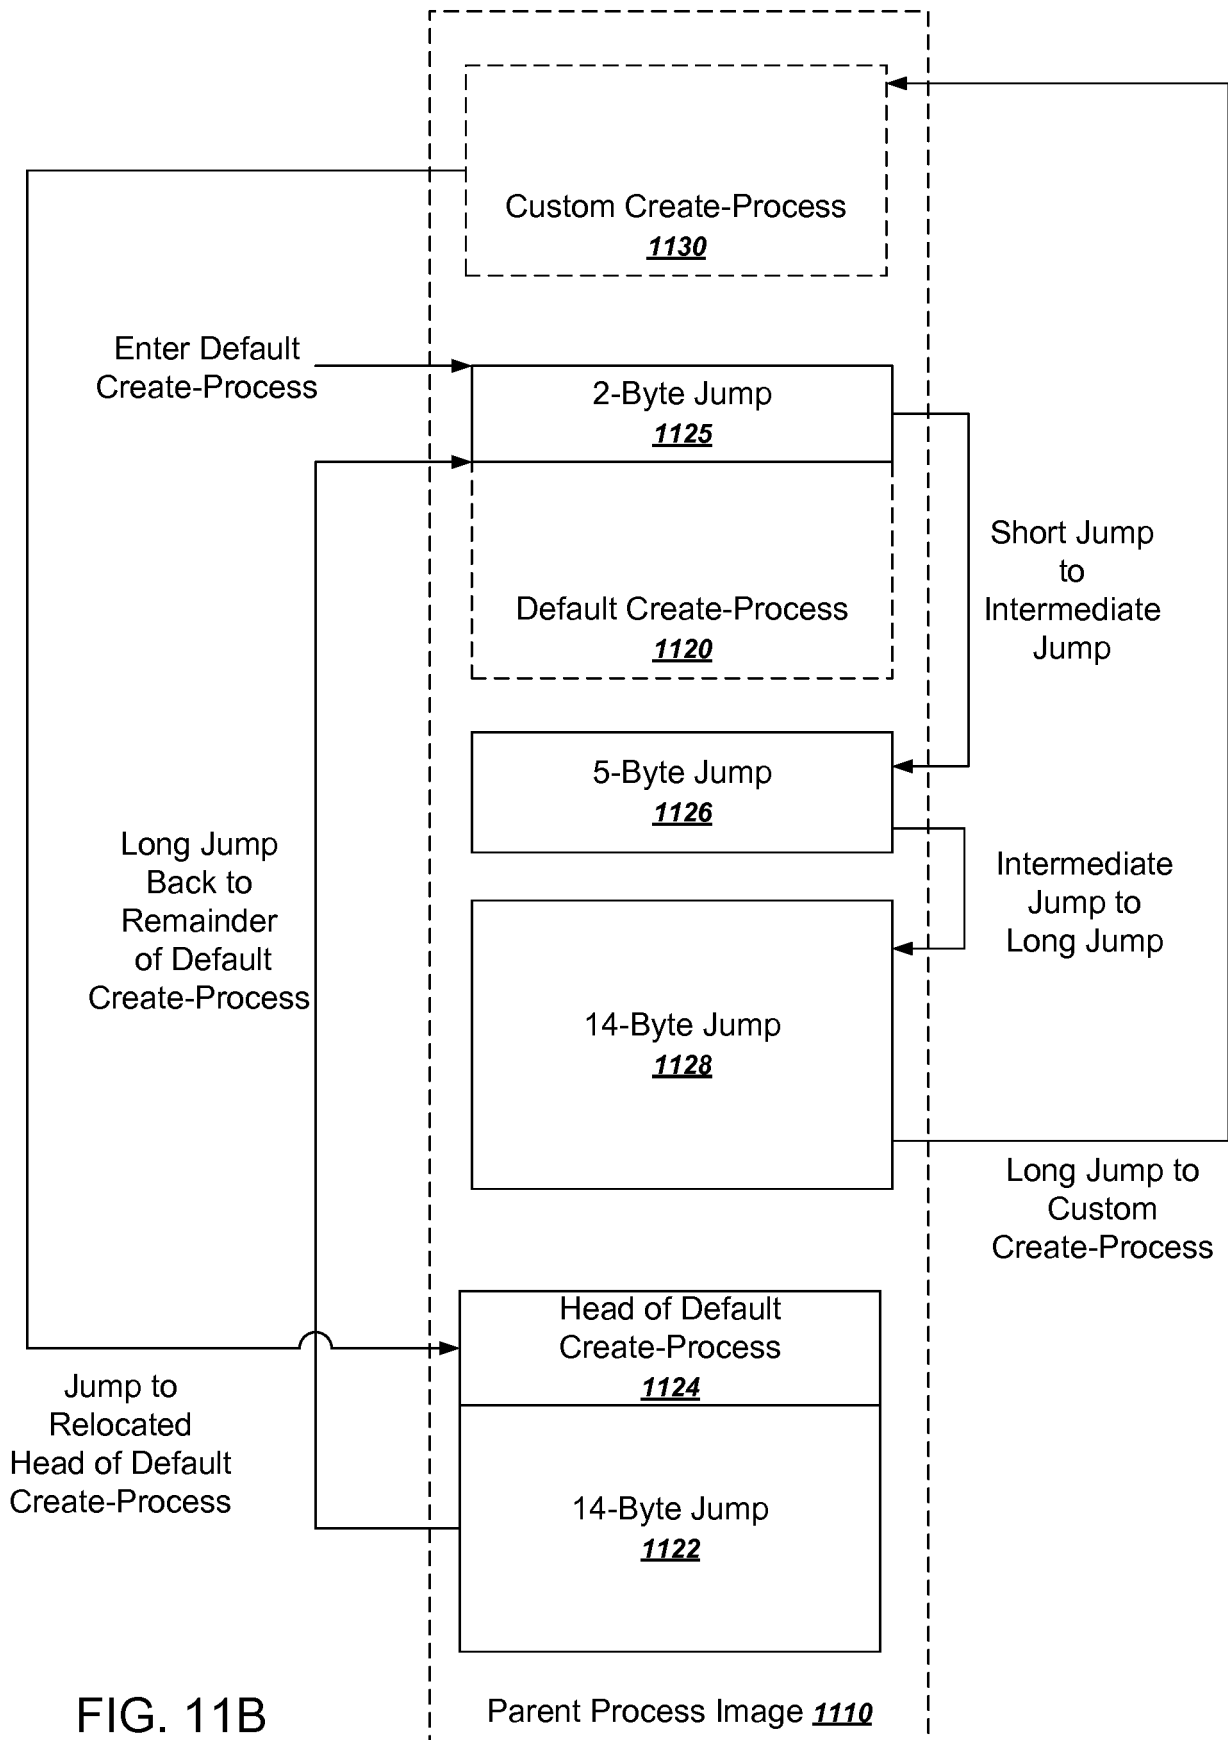 Custom Create-Process
1130
Enter Default
Create-Process
2-Byte Jump
1125
Short Jump
to
Intermediate
Jump
Default Create-Process
1120
5-Byte Jump
1126
Long Jump
Back to
Remainder
of Default
Create-Process
Intermediate
Jump to
Long Jump
14-Byte Jump
1128
Long Jump to
Custom
Create-Process
Head of Default
Create-Process
1124
Jump to
Relocated
Head of Default
Create-Process
14-Byte Jump
1122
FIG. 11B
Parent Process Image 1110